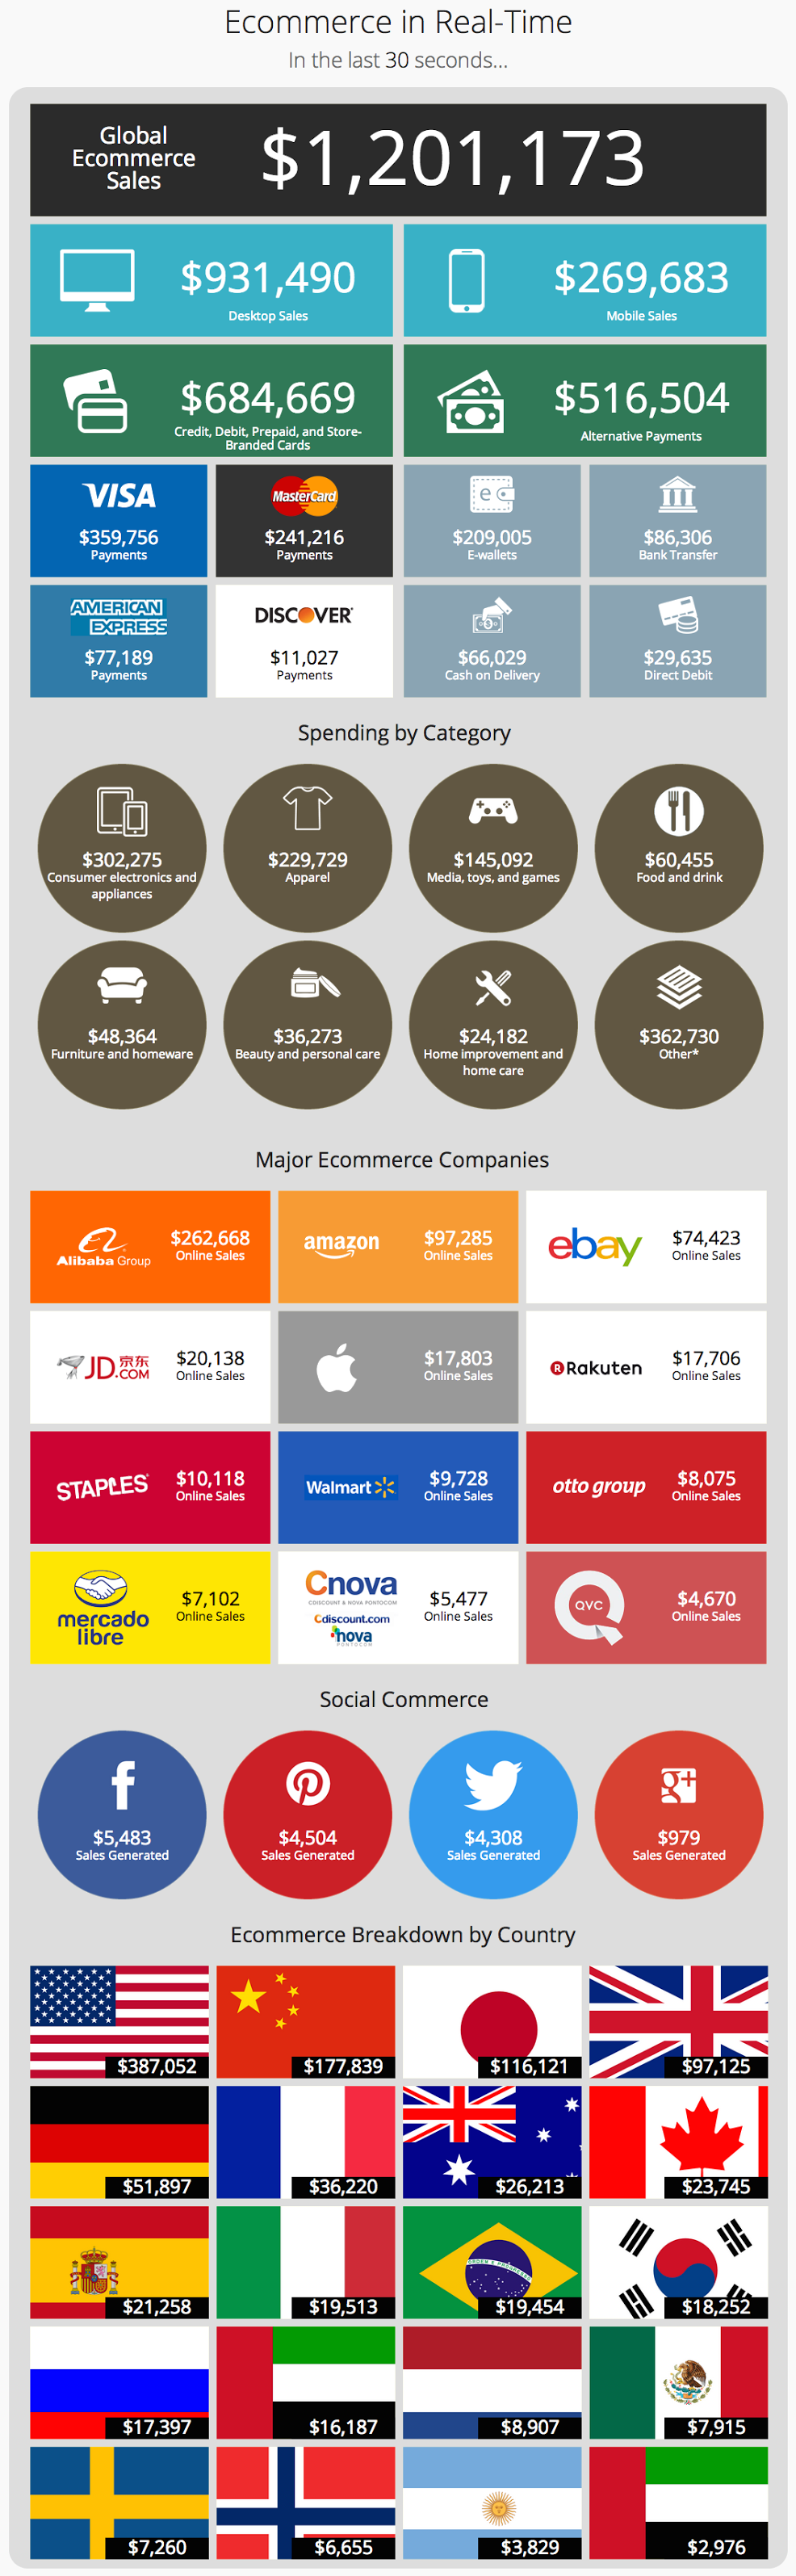 Ecommerce in Real-Time
In the last 30 seconds...
Global
Ecommerce
Sales
$1,201,173
$931,490
Desktop Sales
$269,683
Mobile Sales
$684,669
Credit, Debit, Prepaid, and Store-
Branded Cards
$516,504
Alternative Payments
VISA
$359,756
Payments
MasterCard
$241,216
Payments
e
$209,005
E-wallets
$86,306
Bank Transfer
AMERICAN
EXPRESS
$77,189
Payments
DISCOVER
$11,027
Payments
$
$66,029
Cash on Delivery
$29,635
Direct Debit
Spending by Category
$302,275
Consumer electronics and
appliances
$229,729
Apparel
$145,092
Media, toys, and games
$60,455
Food and drink
$48,364
Furniture and homeware
$36,273
Beauty and personal care
$24,182
Home improvement and
home care
$362,730
Other*
Major Ecommerce Companies
Alibaba Group
$262,668
Online Sales
amazon
$97,285
Online Sales
ebay
$74,423
Online Sales
JD.COM 京东
$20,138
Online Sales
$17,803
Online Sales
R Rakuten
$17,706
Online Sales
STAPLES
$10,118
Online Sales
Walmart
$9,728
Online Sales
otto group
$8,075
Online Sales
mercado
libre
$7,102
Online Sales
Cnova
CDISCOUNT & NOVA PONTOCOM
Cdiscount.com
nova
PONTOCOM
$5,477
Online Sales
QVC
$4,670
Online Sales
Social Commerce
f
$5,483
Sales Generated
$4,504
Sales Generated
$4,308
Sales Generated
g+
$979
Sales Generated
Ecommerce Breakdown by Country
$387,052
$177,839
$116,121
$97,125
$51,897
$36,220
$26,213
$23,745
$21,258
$19,513
ORDEM E PROGRESSO
$19,454
$18,252
$17,397
$16,187
$8,907
$7,915
$7,260
$6,655
$3,829
$2,976